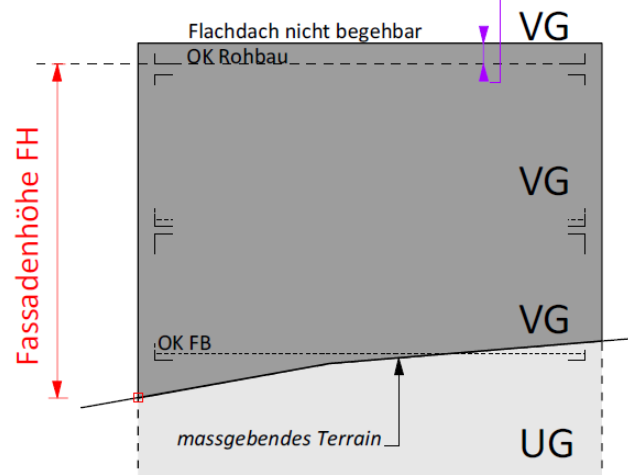 Flachdach nicht begehbar
VG
OK Rohbau
Fassadenhöhe FH
VG
VG
OK FB
massgebendes Terrain
UG